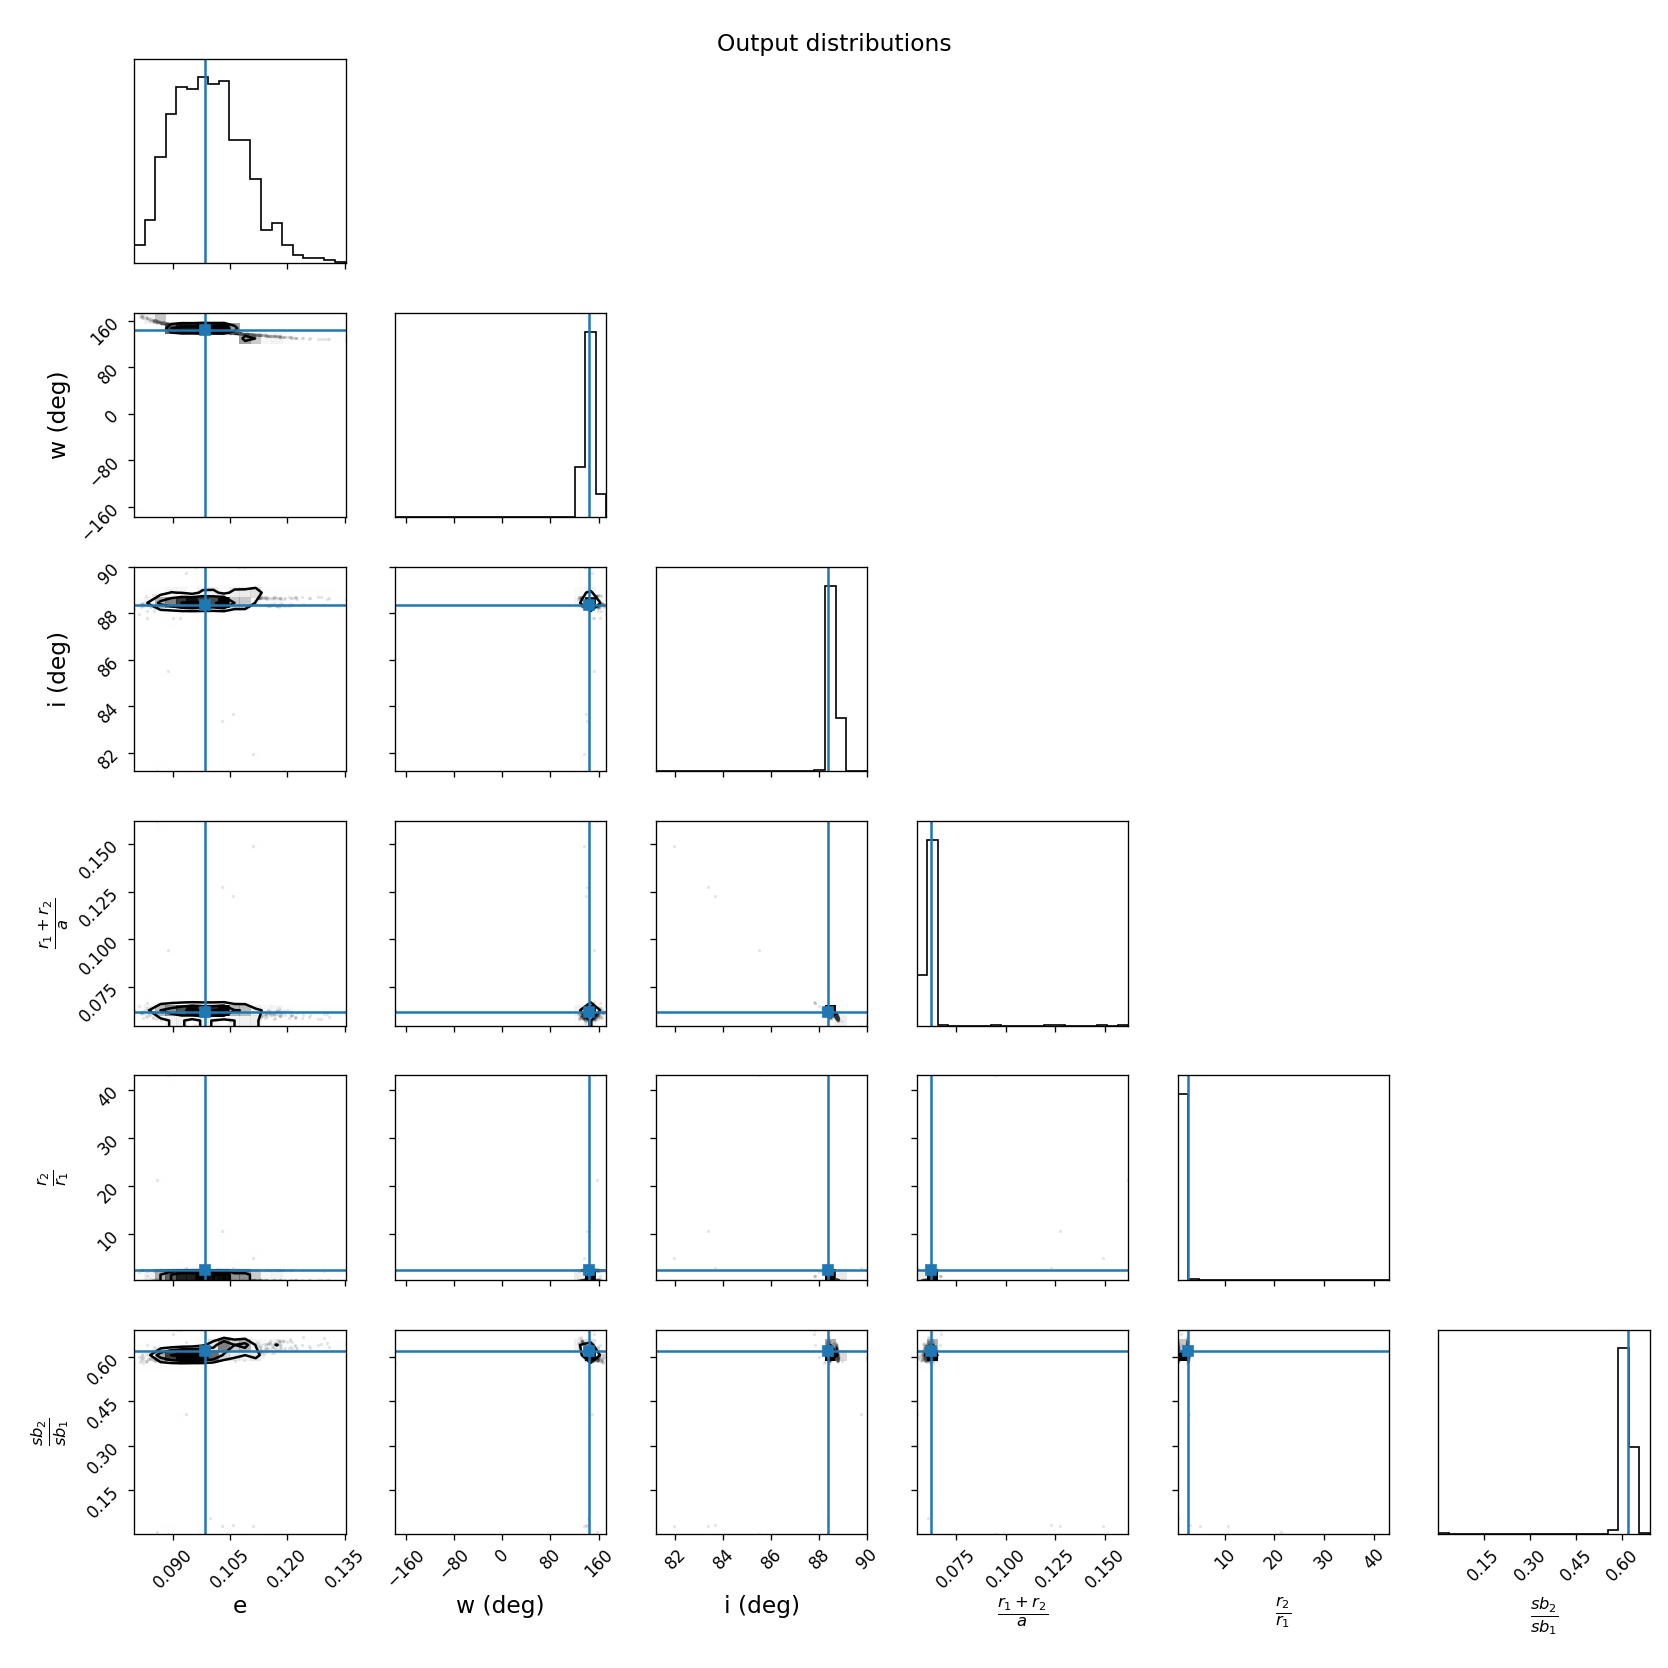 Output distributions
w (deg)
160
80
0
−80
−160
i (deg)
90
88
86
84
82
r₁ + r₂
a
0.150
0.125
0.100
0.075
r₂
r₁
40
30
20
10
sb₂
sb₁
0.60
0.45
0.30
0.15
0.090 0.105 0.120 0.135 −160 −80 0 80 160 82 84 86 88 90 0.075 0.100 0.125 0.150 10 20 30 40 0.15 0.30 0.45 0.60
e w (deg) i (deg) r₁ + r₂ r₂ sb₂
a r₁ sb₁